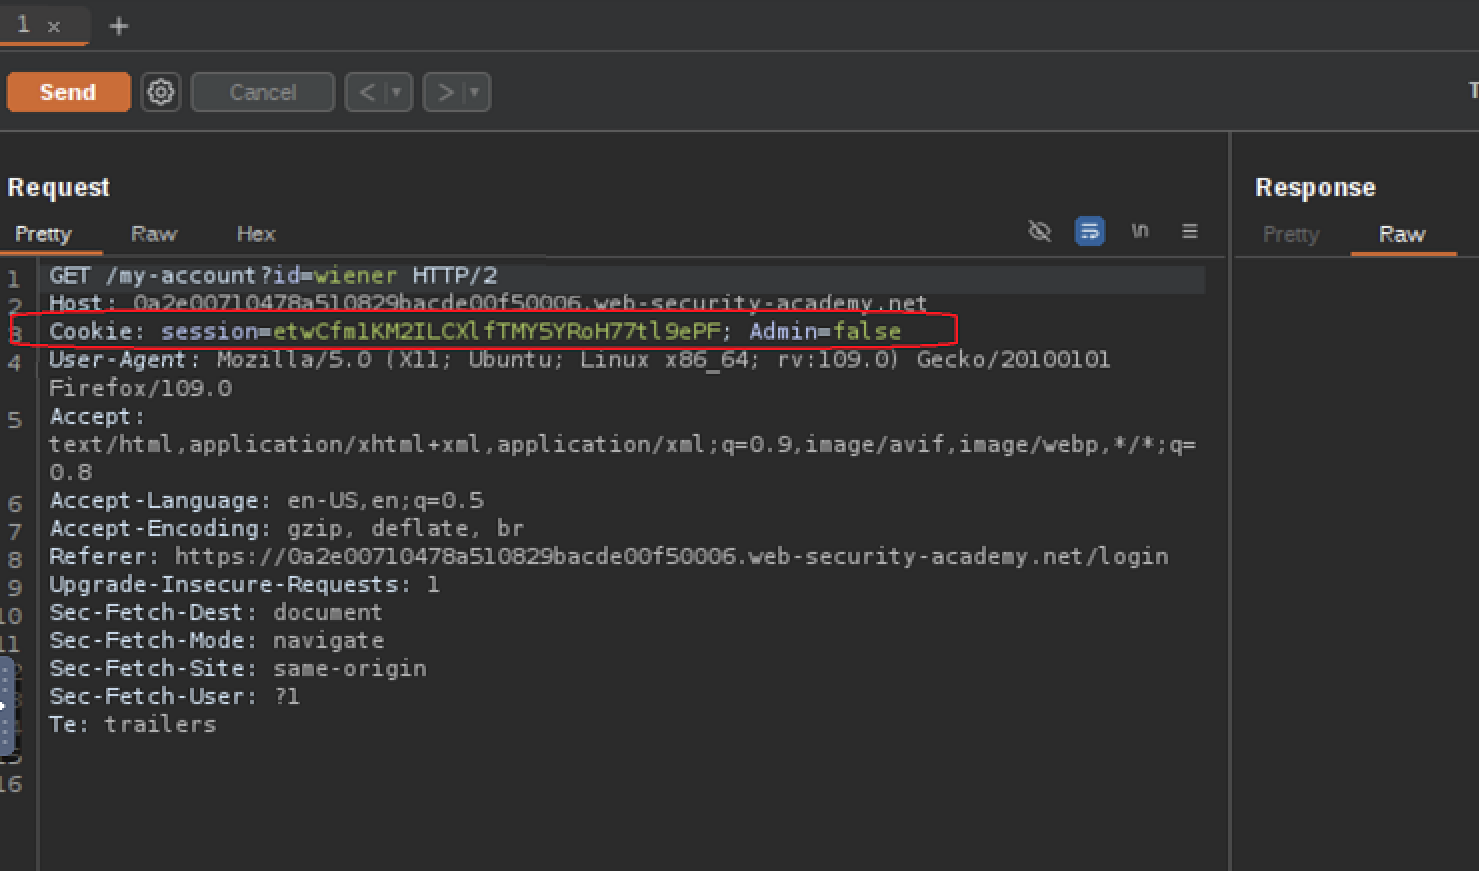 1 × +
Send Cancel < ▾ > ▾
Request
Response
Pretty Raw Hex
\n
Pretty Raw
1 GET /my-account?id=wiener HTTP/2
2 Host: 0a2e00710478a510829bacde00f50006.web-security-academy.net
3 Cookie: session=etwCfm1KM2ILCXlfTMY5YRoH77tl9ePF; Admin=false
4 User-Agent: Mozilla/5.0 (X11; Ubuntu; Linux x86_64; rv:109.0) Gecko/20100101
Firefox/109.0
5 Accept:
text/html,application/xhtml+xml,application/xml;q=0.9,image/avif,image/webp,*/*;q=
0.8
6 Accept-Language: en-US,en;q=0.5
7 Accept-Encoding: gzip, deflate, br
8 Referer: https://0a2e00710478a510829bacde00f50006.web-security-academy.net/login
9 Upgrade-Insecure-Requests: 1
10 Sec-Fetch-Dest: document
11 Sec-Fetch-Mode: navigate
Sec-Fetch-Site: same-origin
Sec-Fetch-User: ?1
Te: trailers
15
16